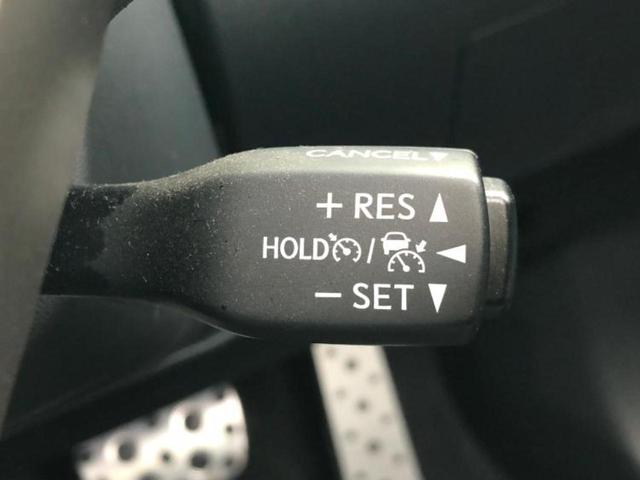 CANCEL
+ RES
HOLD /
- SET